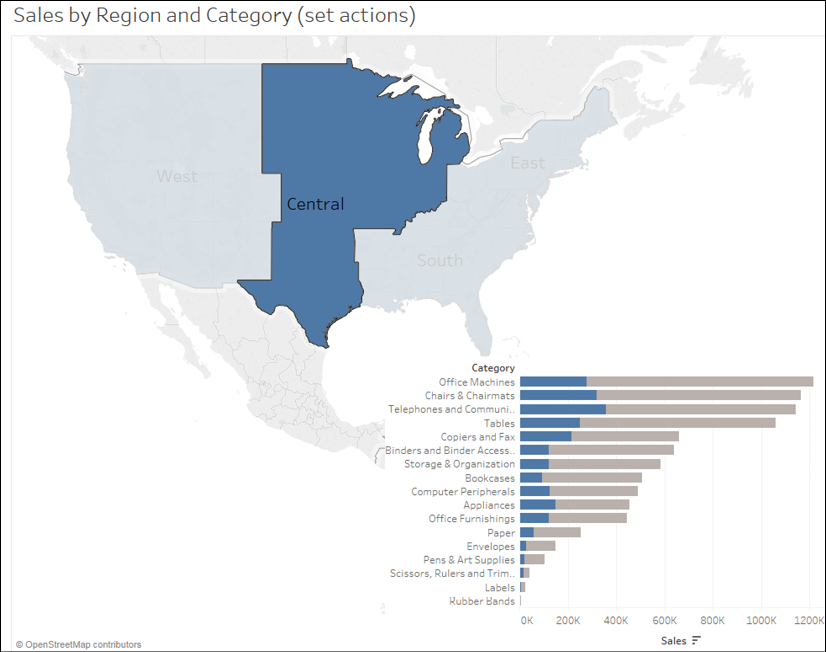 Sales by Region and Category (set actions)
West
Central
East
South
Category
Office Machines
Chairs & Chairmats
Telephones and Communi..
Tables
Copiers and Fax
Binders and Binder Access..
Storage & Organization
Bookcases
Computer Peripherals
Appliances
Office Furnishings
Paper
Envelopes
Pens & Art Supplies
Scissors, Rulers and Trim..
Labels
Rubber Bands
0K 200K 400K 600K 800K 1000K 1200K
Sales
© OpenStreetMap contributors